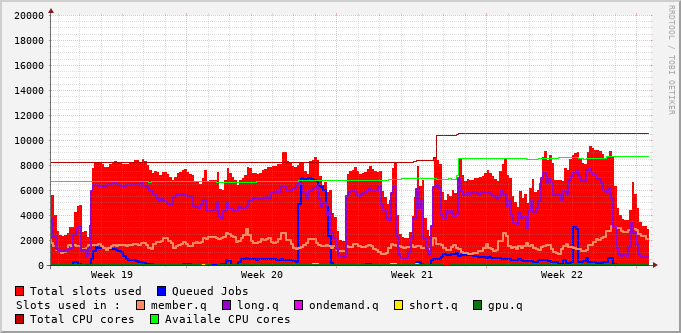 20000
18000
16000
14000
12000
10000
8000
6000
4000
2000
0
Week 19 Week 20 Week 21 Week 22
Total slots used Queued Jobs
Slots used in : member.q long.q ondemand.q short.q gpu.q
Total CPU cores Availale CPU cores
RRDTOOL / TOBI OETIKER